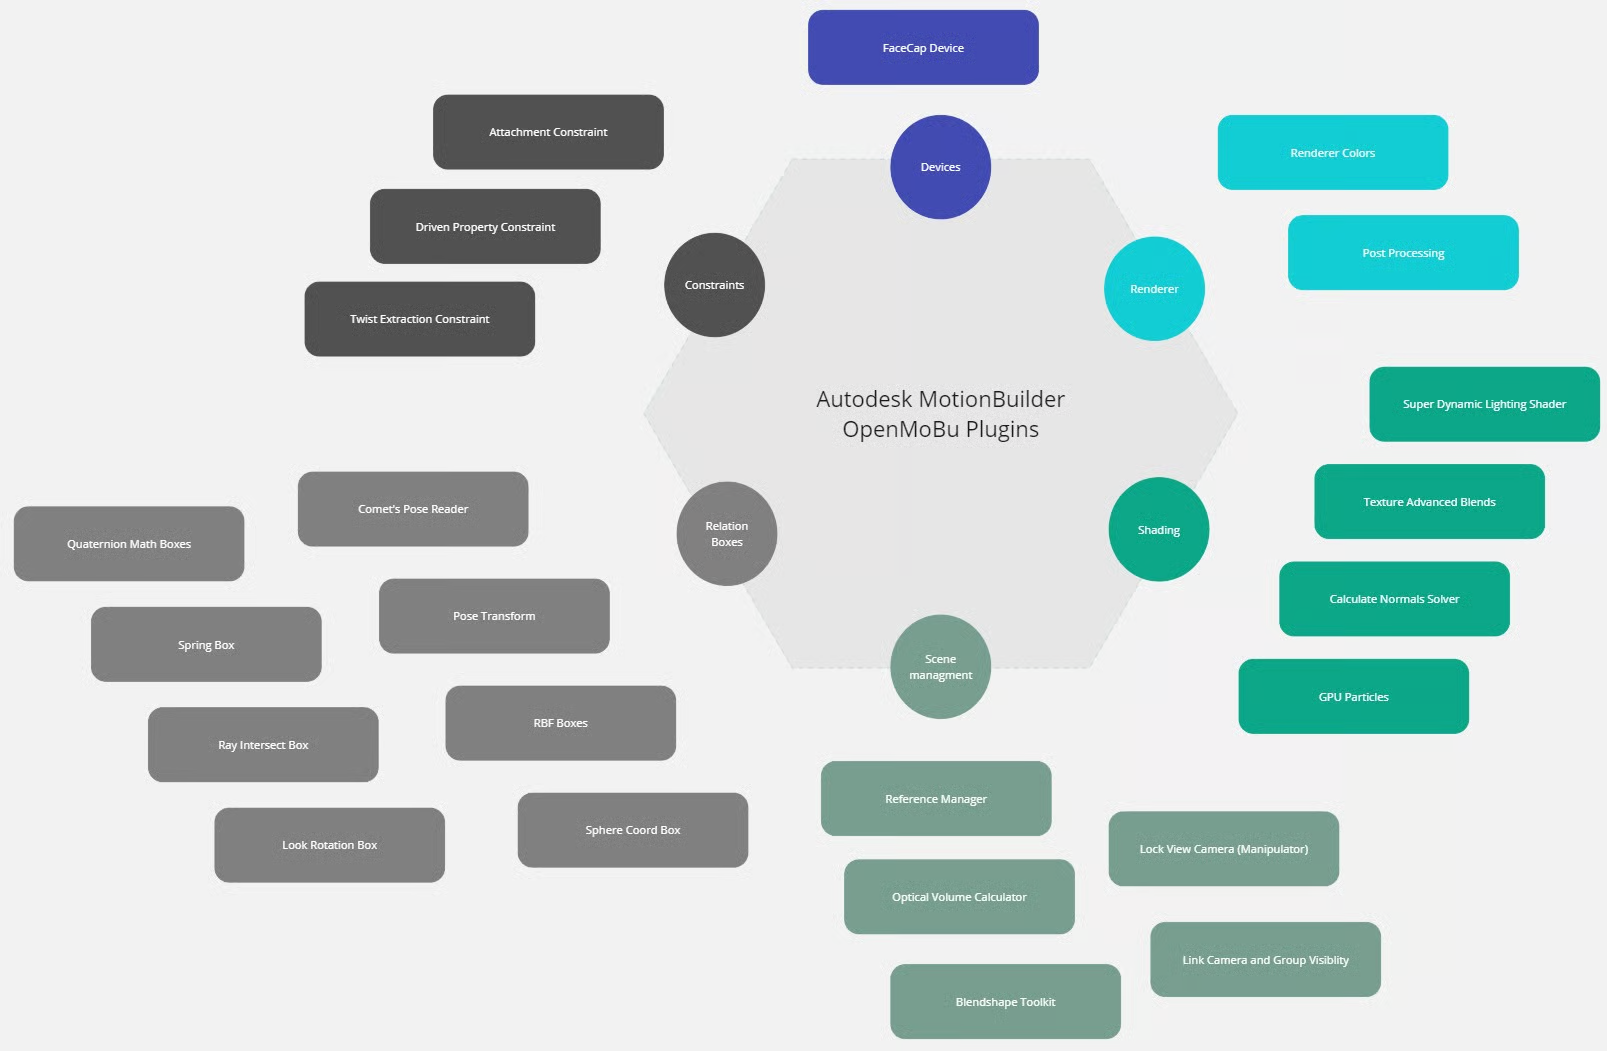 FaceCap Device
Devices
Attachment Constraint
Driven Property Constraint
Twist Extraction Constraint
Constraints
Renderer Colors
Post Processing
Renderer
Autodesk MotionBuilder
OpenMoBu Plugins
Super Dynamic Lighting Shader
Texture Advanced Blends
Calculate Normals Solver
GPU Particles
Shading
Relation
Boxes
Comet's Pose Reader
Quaternion Math Boxes
Pose Transform
Spring Box
RBF Boxes
Ray Intersect Box
Sphere Coord Box
Look Rotation Box
Scene
managment
Reference Manager
Lock View Camera (Manipulator)
Optical Volume Calculator
Link Camera and Group Visiblity
Blendshape Toolkit